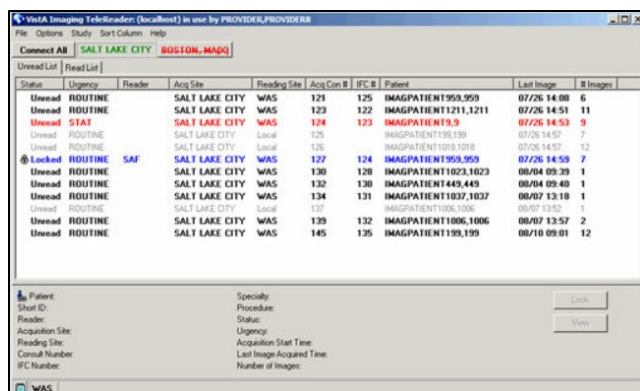 VistA Imaging TeleReader: (localhost) in use by PROVIDER,PROVIDER8
File Options Study Sort Column Help
Connect All SALT LAKE CITY BOSTON, MA(X)
Unread List Read List
Status Urgency Reader Acq Site Reading Site Acq Con # IFC # Patient Last Image # Images
Unread ROUTINE SALT LAKE CITY WAS 121 125 IMAGPATIENT959,959 07/26 14:08 6
Unread ROUTINE SALT LAKE CITY WAS 123 122 IMAGPATIENT1211,1211 07/26 14:51 11
Unread STAT SALT LAKE CITY WAS 124 123 IMAGPATIENT9,9 07/26 14:53 9
Unread ROUTINE SALT LAKE CITY Local 125 IMAGPATIENT199,199 07/26 14:57 7
Unread ROUTINE SALT LAKE CITY Local 126 IMAGPATIENT1018,1018 07/26 14:57 12
Locked ROUTINE SAF SALT LAKE CITY WAS 127 124 IMAGPATIENT959,959 07/26 14:59 7
Unread ROUTINE SALT LAKE CITY WAS 130 128 IMAGPATIENT1023,1023 08/04 09:39 1
Unread ROUTINE SALT LAKE CITY WAS 132 130 IMAGPATIENT449,449 08/04 09:40 1
Unread ROUTINE SALT LAKE CITY WAS 134 131 IMAGPATIENT1037,1037 08/07 13:18 1
Unread ROUTINE SALT LAKE CITY Local 137 IMAGPATIENT1006,1006 08/07 13:52 1
Unread ROUTINE SALT LAKE CITY WAS 139 132 IMAGPATIENT1006,1006 08/07 13:57 2
Unread ROUTINE SALT LAKE CITY WAS 145 135 IMAGPATIENT199,199 08/10 09:01 12
Patient: Specialty:
Short ID: Procedure:
Reader: Status:
Acquisition Site: Urgency:
Reading Site: Acquisition Start Time:
Consult Number: Last Image Acquired Time:
IFC Number: Number of Images:
Lock
View
WAS